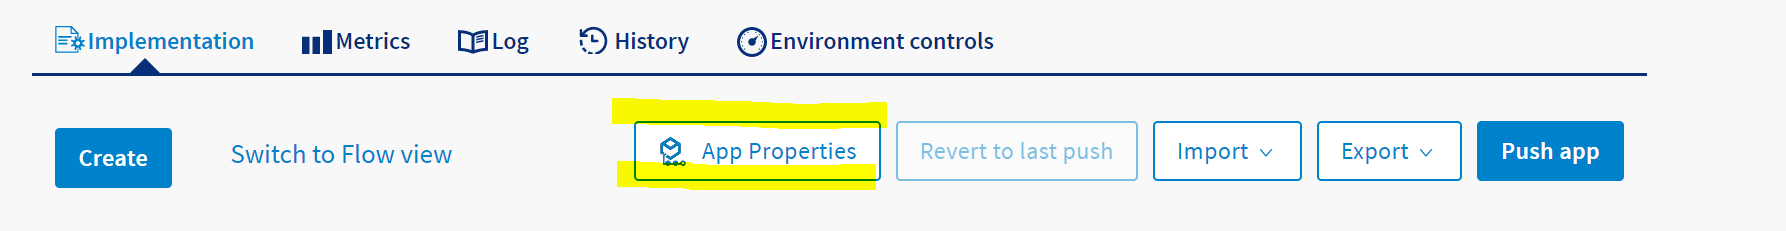 Implementation Metrics Log History Environment controls
Create Switch to Flow view App Properties Revert to last push Import Export Push app